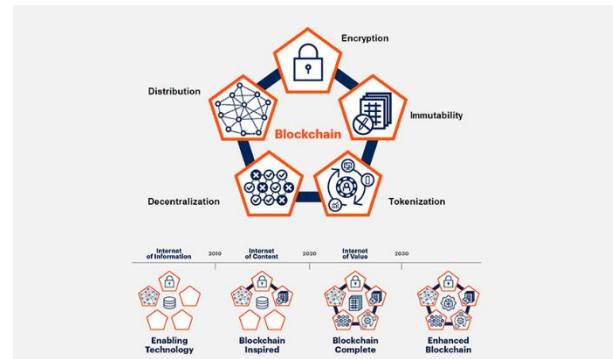 Encryption
Distribution
Blockchain
Immutability
Decentralization
Tokenization
Internet
of Information
2010
Internet
of Content
2020
Internet
of Value
2030
Enabling
Technology
Blockchain
Inspired
Blockchain
Complete
Enhanced
Blockchain